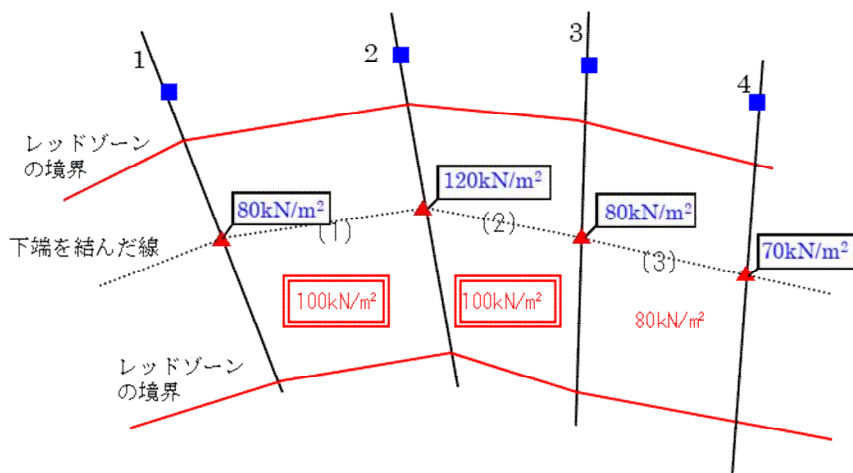 1
2
3
4
レッドゾーン
の境界
80kN/m²
120kN/m²
80kN/m²
70kN/m²
下端を結んだ線
(1)
(2)
(3)
100kN/m²
100kN/m²
80kN/m²
レッドゾーン
の境界